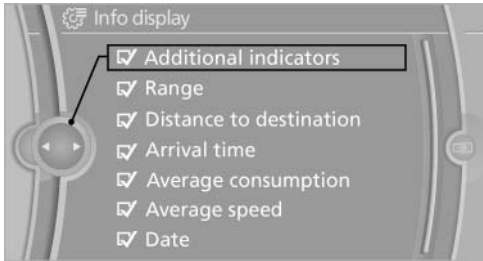 Info display
Additional indicators
Range
Distance to destination
Arrival time
Average consumption
Average speed
Date